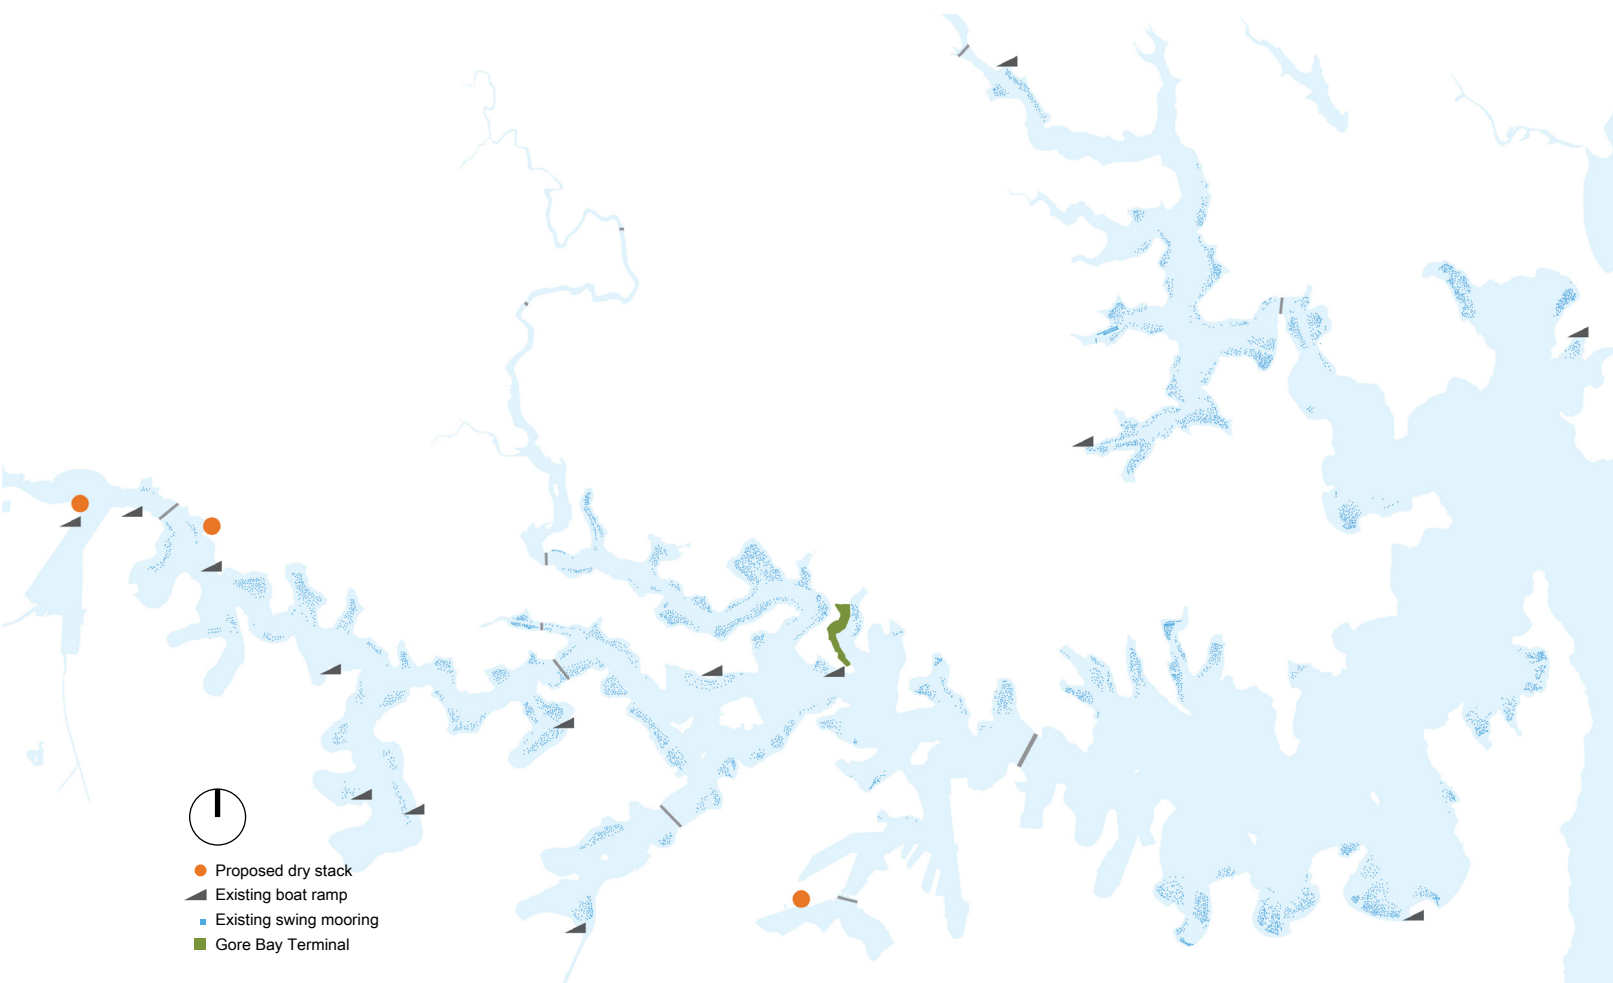 Proposed dry stack
Existing boat ramp
Existing swing mooring
Gore Bay Terminal